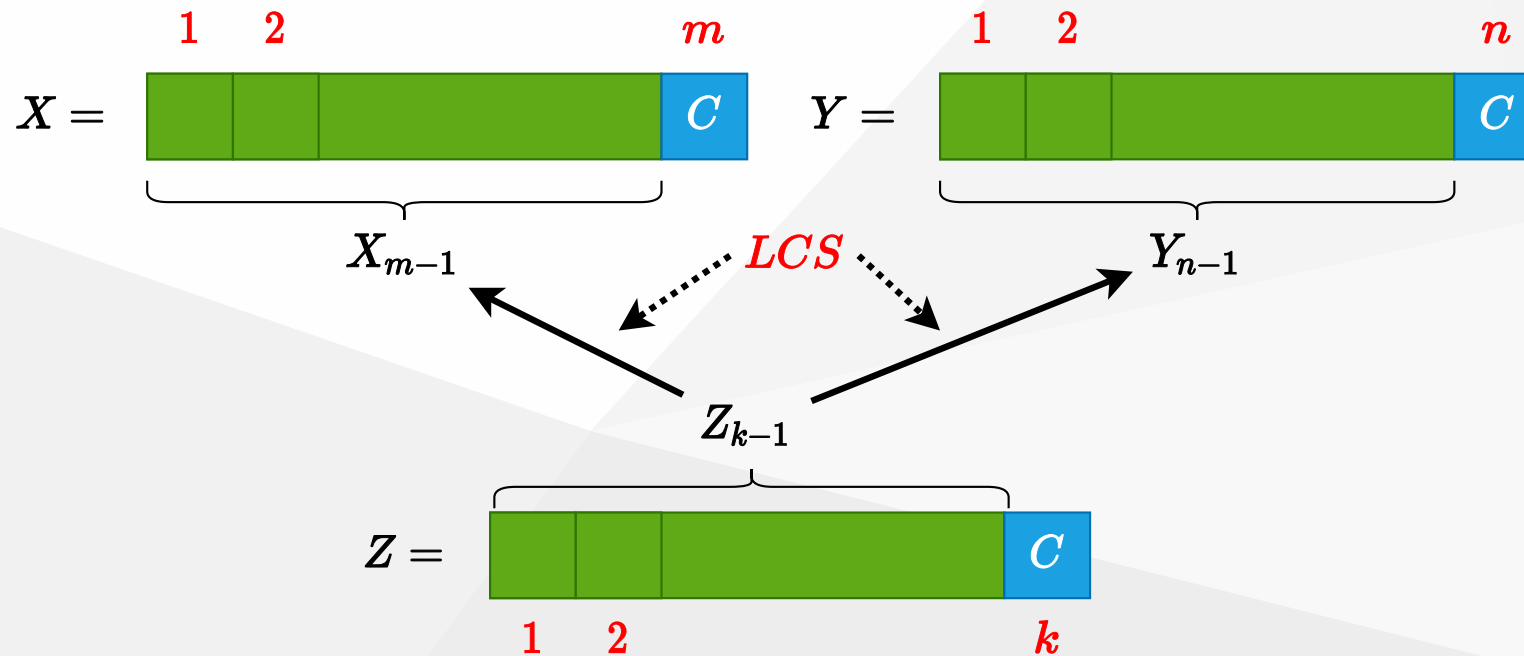 1 2 m 1 2 n
X = C Y = C
X_{m-1} LCS Y_{n-1}
Z_{k-1}
Z = C
1 2 k